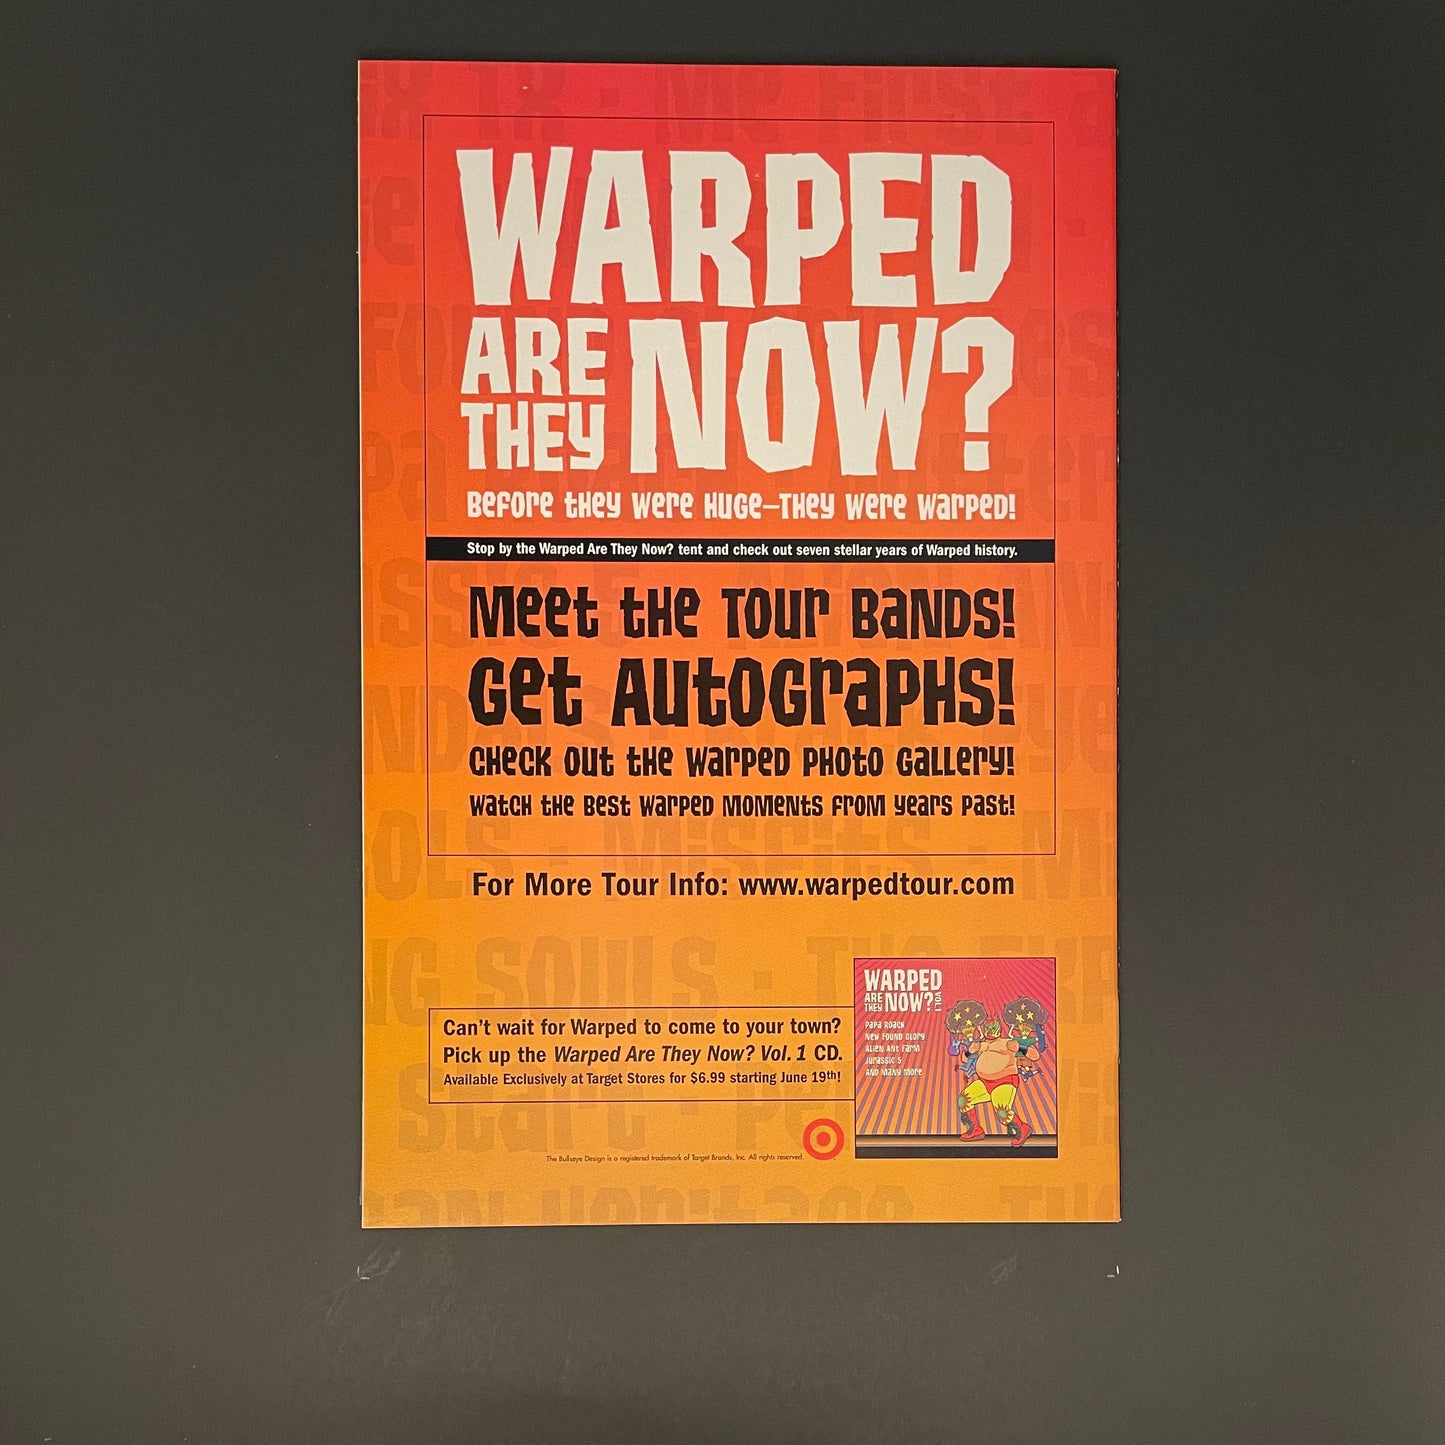 WARPED
ARE
THEY
NOW?
Before they were HUGE–They were warped!
Stop by the Warped Are They Now? tent and check out seven stellar years of Warped history.
Meet the Tour Bands!
Get Autographs!
Check out the warped photo gallery!
Watch the best warped moments from years past!
For More Tour Info: www.warpedtour.com
Can't wait for Warped to come to your town?
Pick up the Warped Are They Now? Vol. 1 CD.
Available Exclusively at Target Stores for $6.99 starting June 19th!
WARPED
ARE
THEY
NOW?
VOL. 1
Papa Roach
New Found Glory
Alien Ant Farm
Jurassic 5
and many more
The Bullseye Design is a registered trademark of Target Brands, Inc. All rights reserved.
Misfits